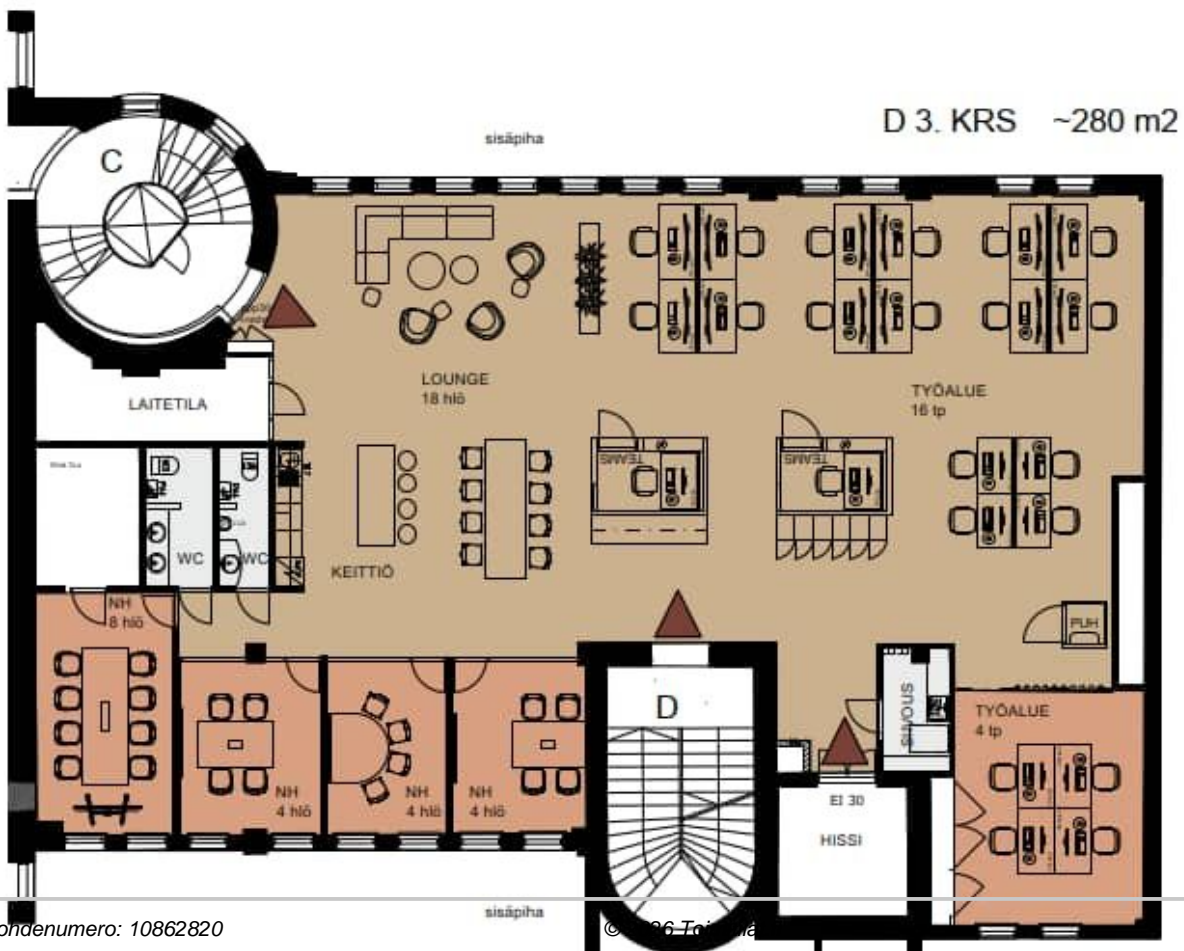 D 3. KRS ~280 m2
sisäpiha
C
LOUNGE
18 hlö
TYÖALUE
16 tp
LAITETILA
TEAMS
TEAMS
WC
WC
KEITTIÖ
NH
8 hlö
PUH
D
SUO/SIIV
TYÖALUE
4 tp
NH
4 hlö
NH
4 hlö
NH
4 hlö
EI 30
HISSI
sisäpiha
ondenumero: 10862820